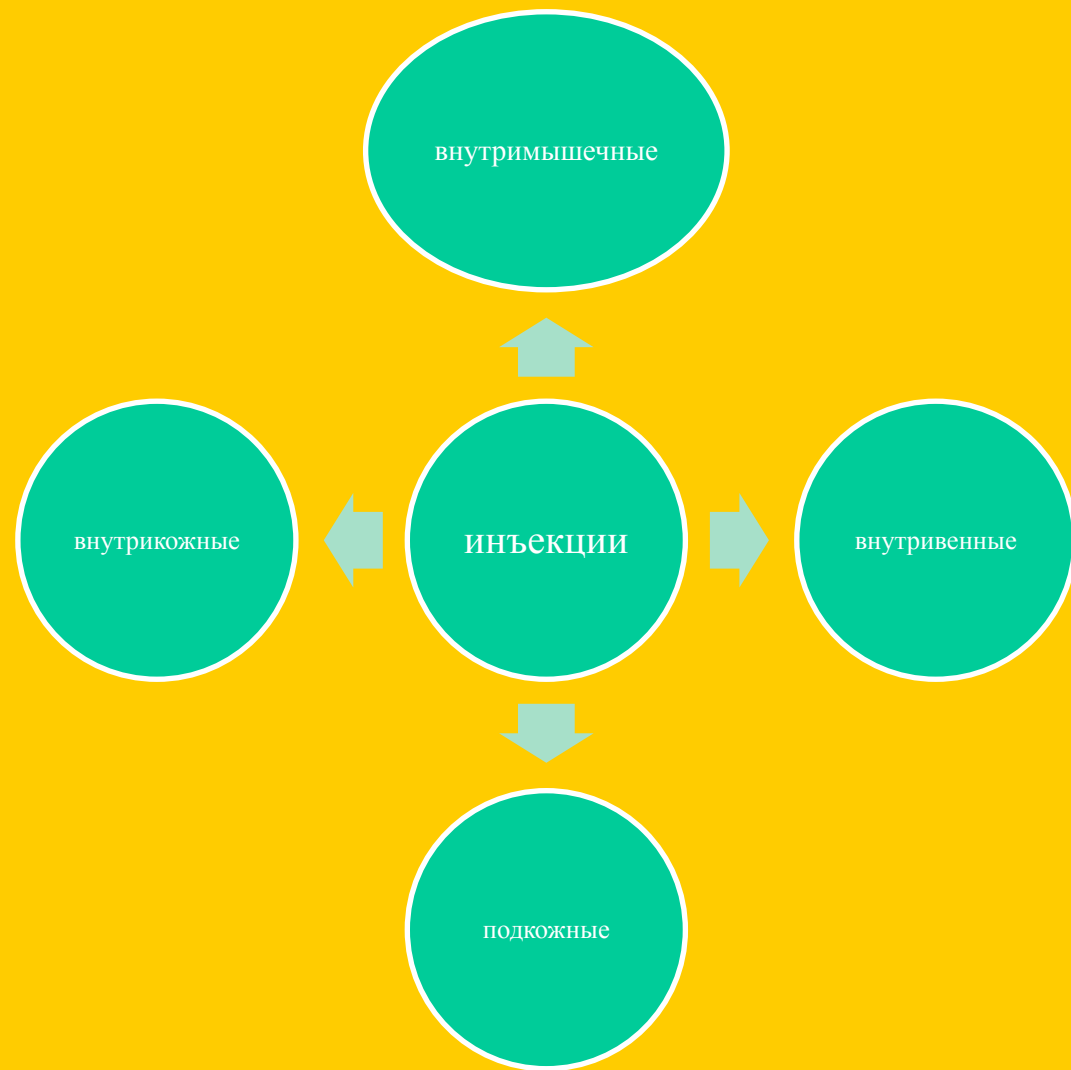 внутримышечные
внутрикожные
инъекции
внутривенные
подкожные